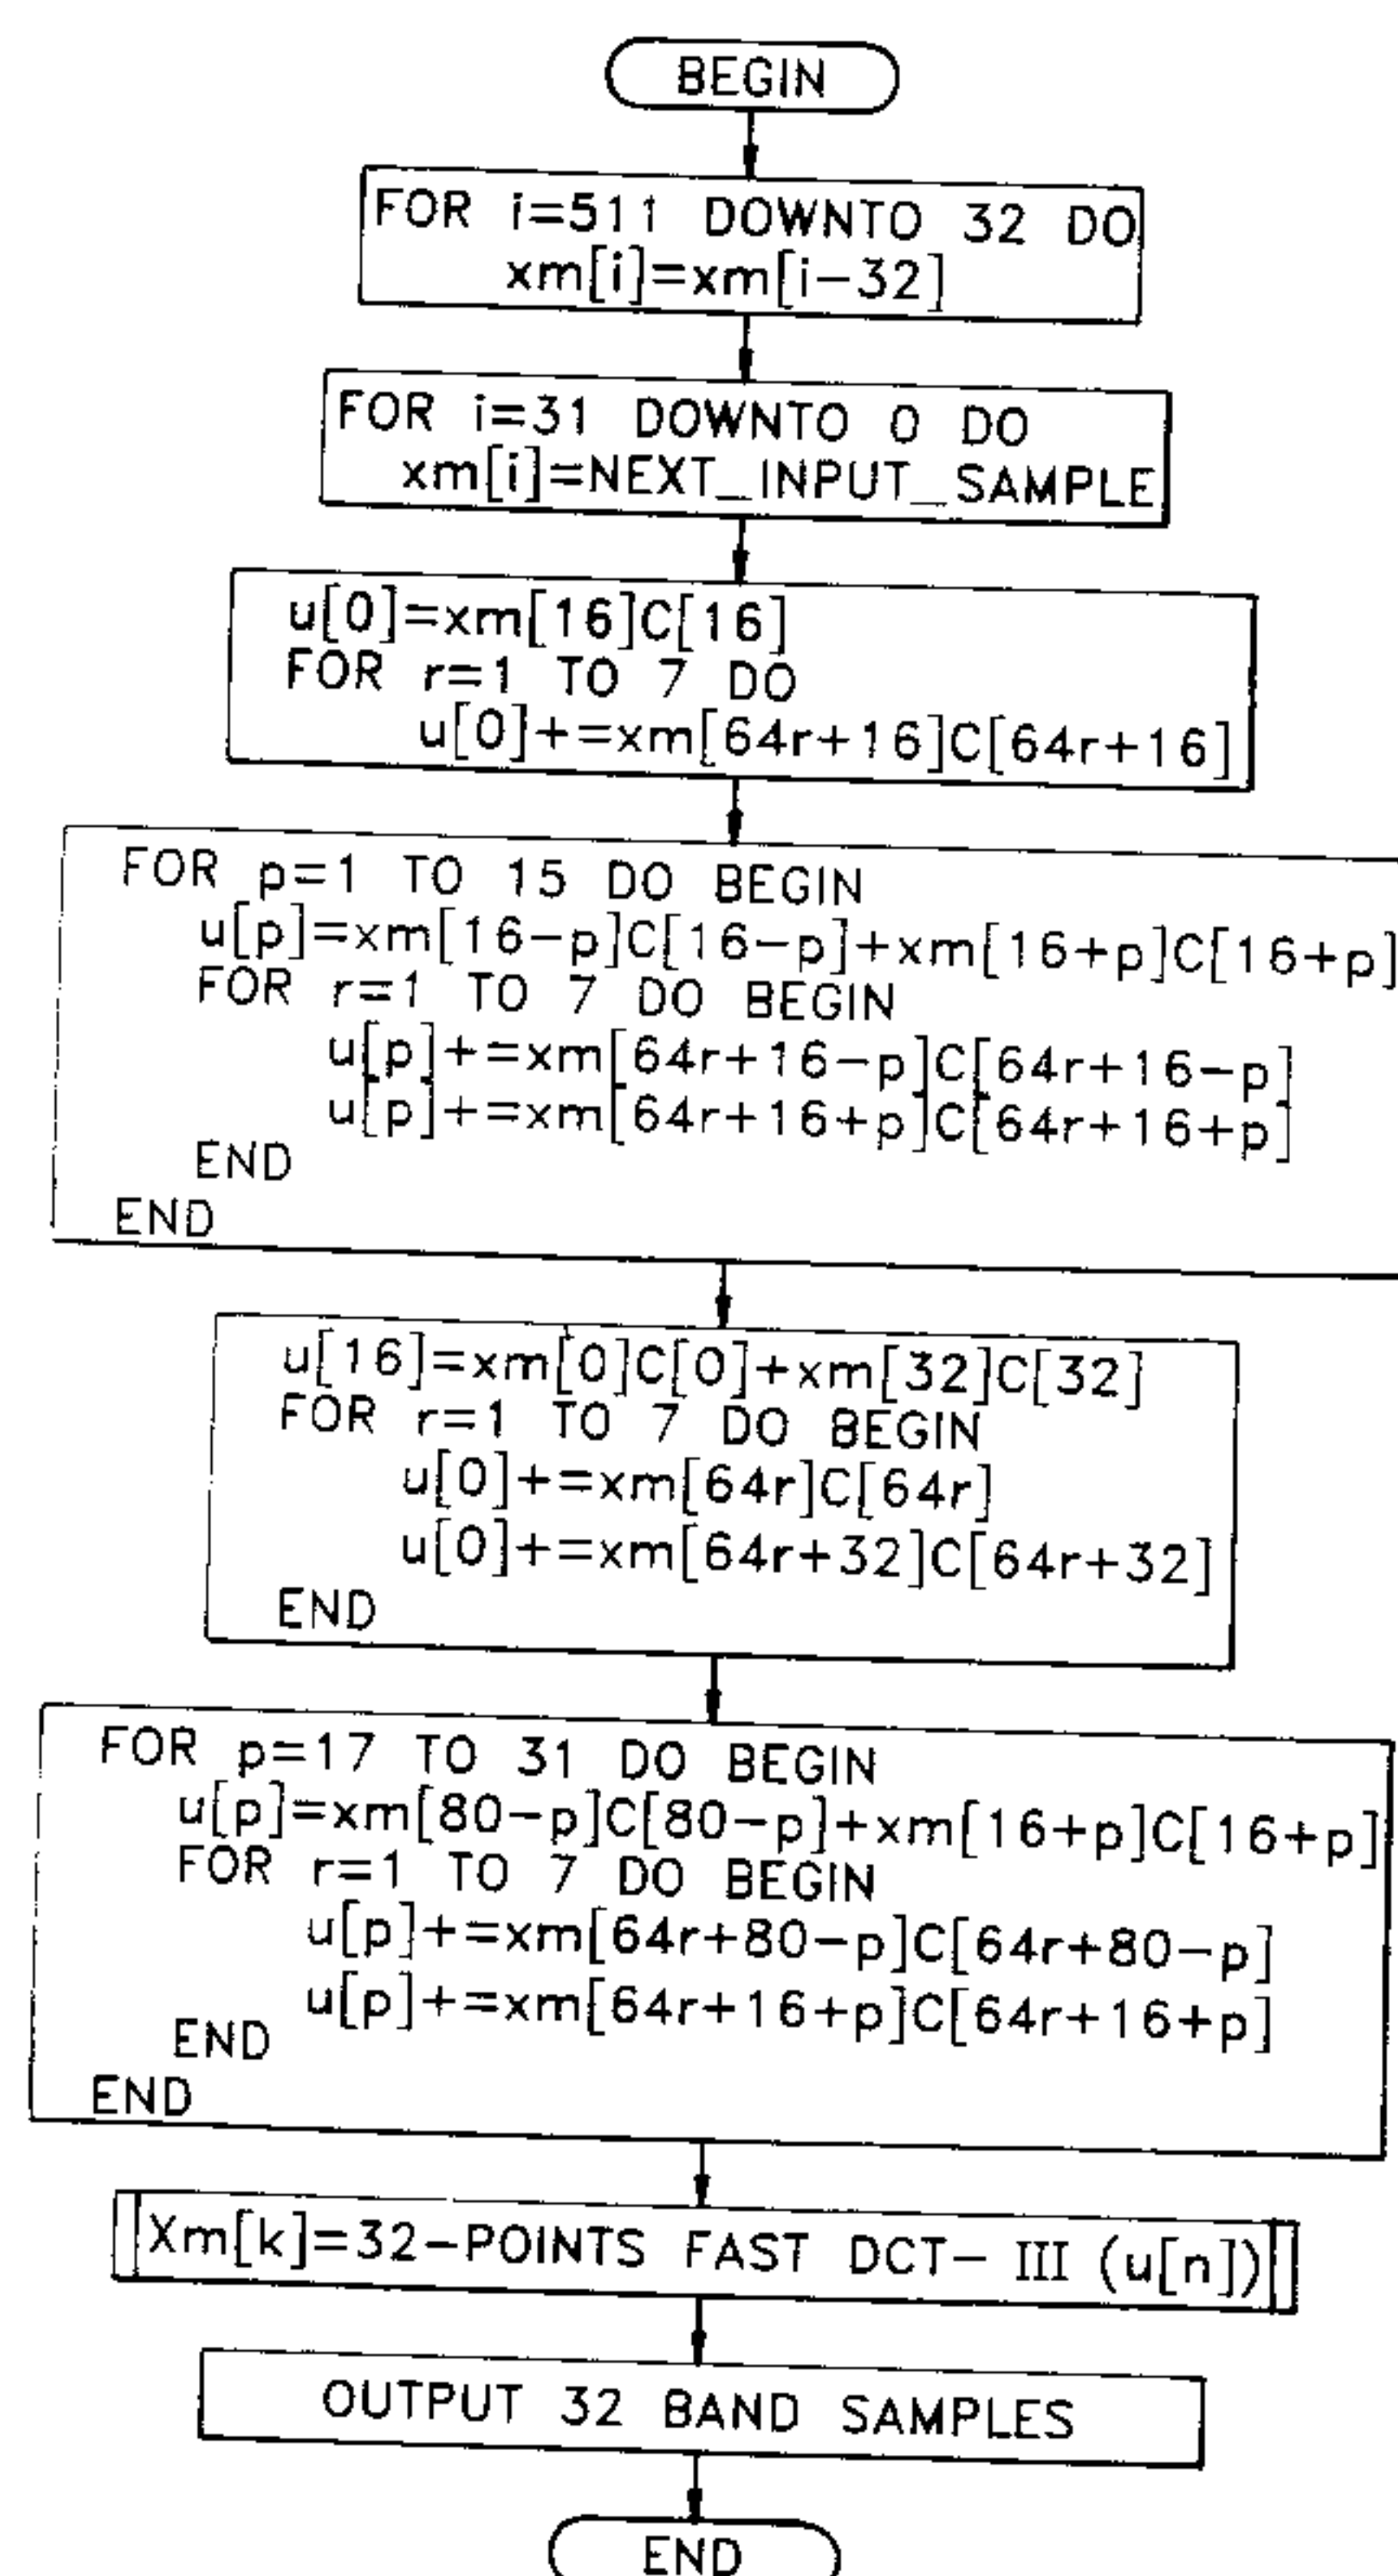 BEGIN
FOR i=511 DOWNTO 32 DO
xm[i]=xm[i-32]
FOR i=31 DOWNTO 0 DO
xm[i]=NEXT_INPUT_SAMPLE
u[0]=xm[16]C[16]
FOR r=1 TO 7 DO
u[0]+=xm[64r+16]C[64r+16]
FOR p=1 TO 15 DO BEGIN
u[p]=xm[16-p]C[16-p]+xm[16+p]C[16+p]
FOR r=1 TO 7 DO BEGIN
u[p]+=xm[64r+16-p]C[64r+16-p]
u[p]+=xm[64r+16+p]C[64r+16+p]
END
END
u[16]=xm[0]C[0]+xm[32]C[32]
FOR r=1 TO 7 DO BEGIN
u[0]+=xm[64r]C[64r]
u[0]+=xm[64r+32]C[64r+32]
END
FOR p=17 TO 31 DO BEGIN
u[p]=xm[80-p]C[80-p]+xm[16+p]C[16+p]
FOR r=1 TO 7 DO BEGIN
u[p]+=xm[64r+80-p]C[64r+80-p]
u[p]+=xm[64r+16+p]C[64r+16+p]
END
END
Xm[k]=32-POINTS FAST DCT- III (u[n])
OUTPUT 32 BAND SAMPLES
END